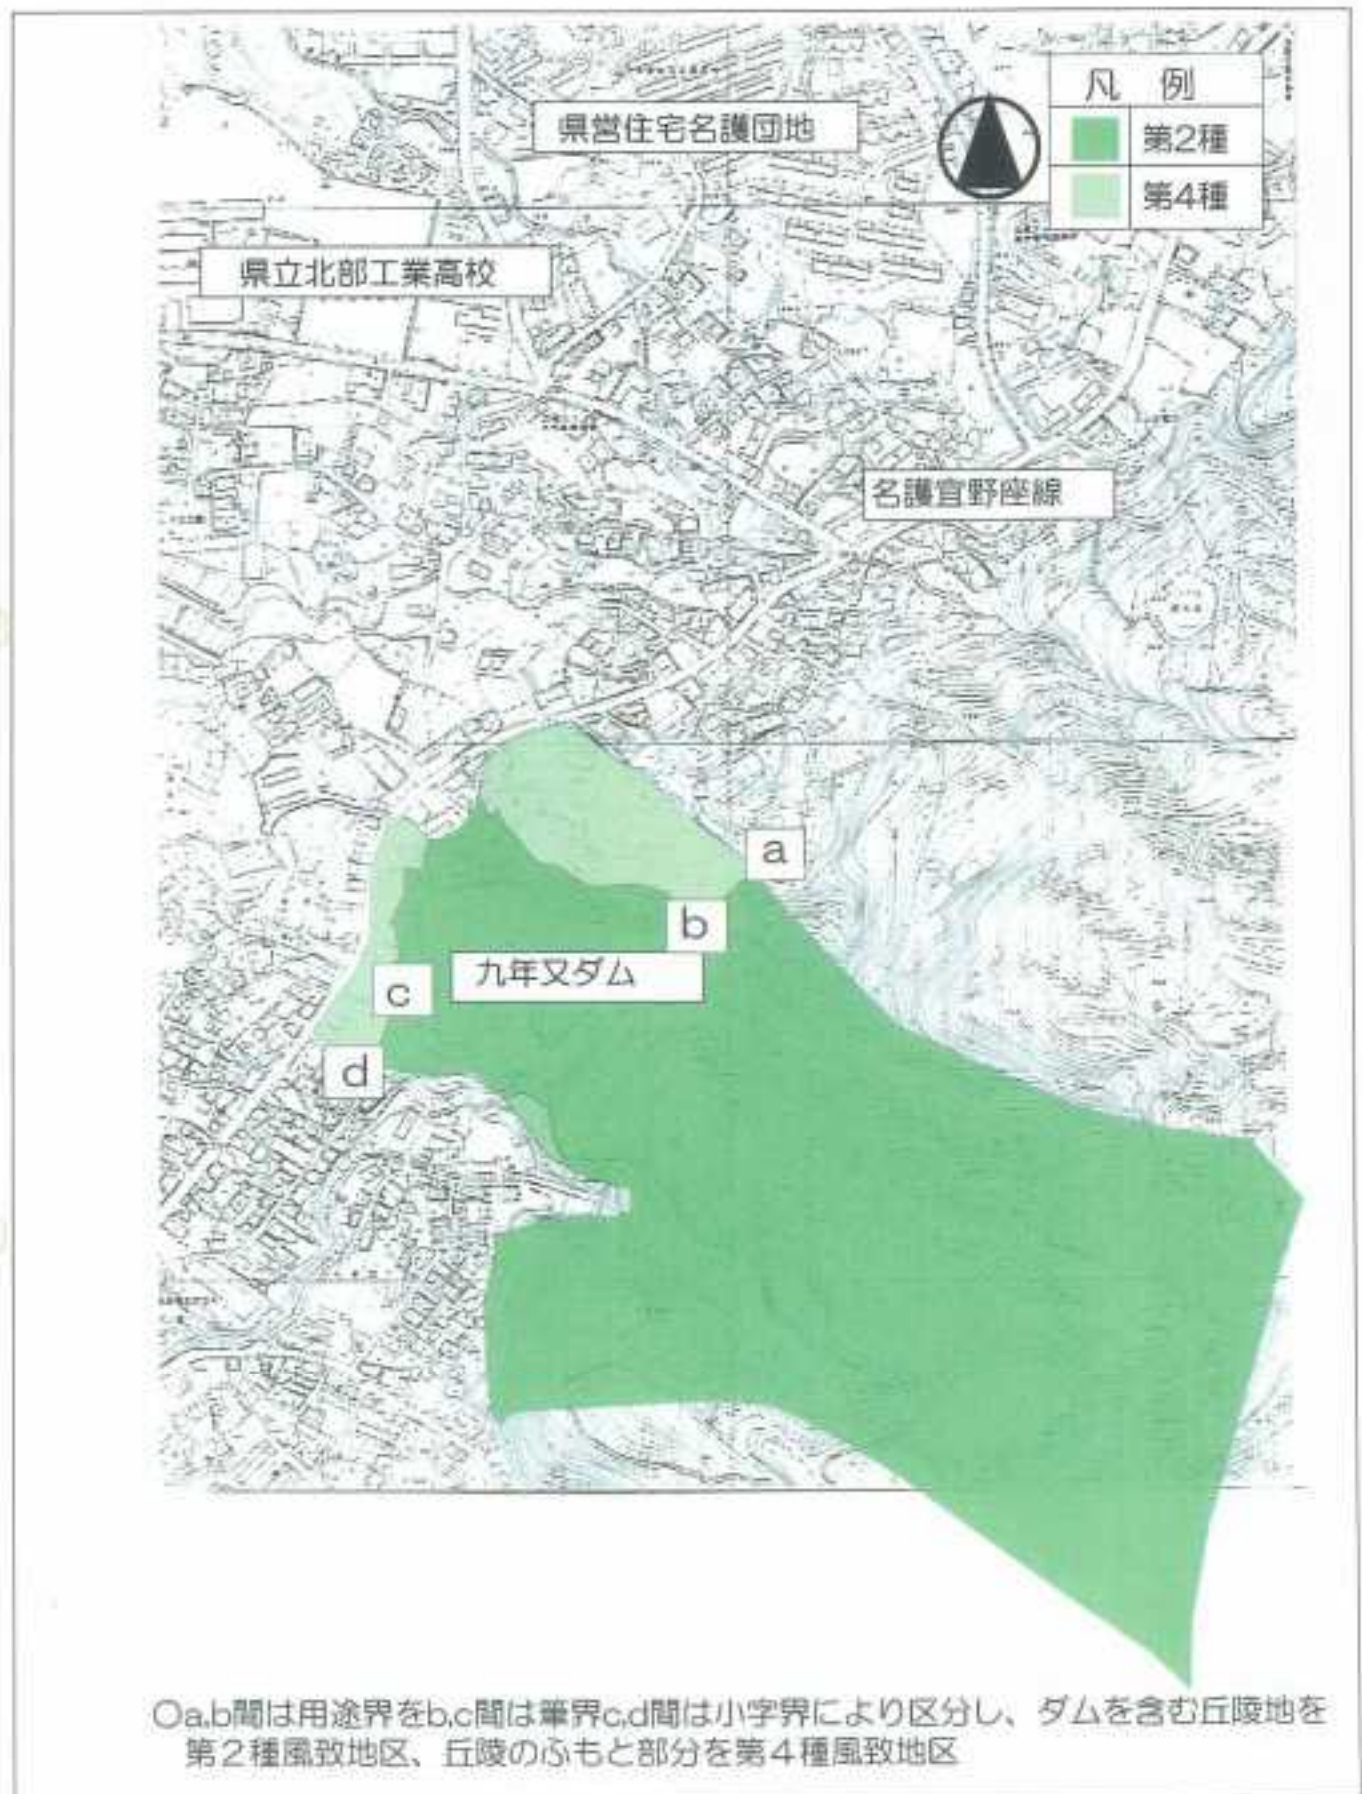 県営住宅名護団地
凡 例
第2種
第4種
県立北部工業高校
名護宜野座線
a
b
九年又ダム
c
d
○a,b間は用途界をb,c間は筆界c,d間は小字界により区分し、ダムを含む丘陵地を
第2種風致地区、丘陵のふもと部分を第4種風致地区